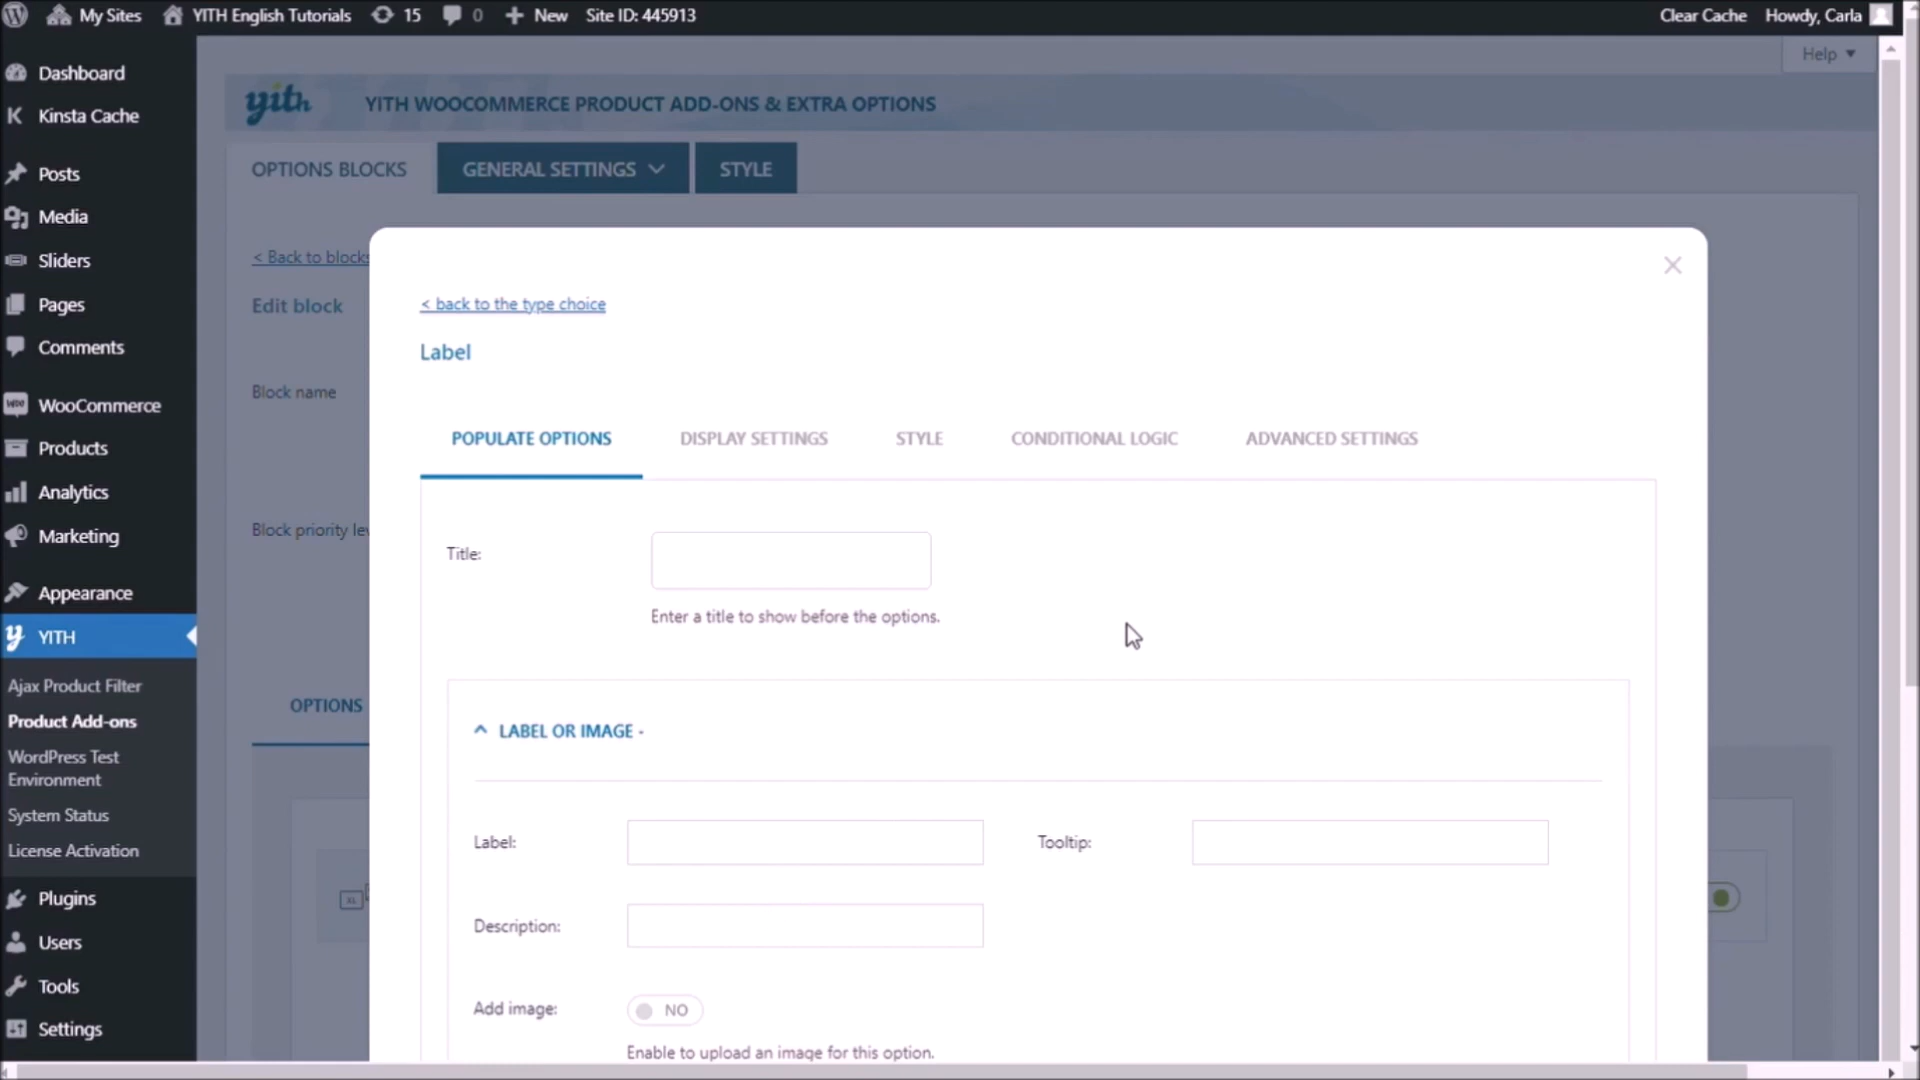 My Sites
YITH English Tutorials
15
0
New
Site ID: 445913
Clear Cache
Howdy, Carla
Dashboard
Kinsta Cache
Posts
Media
Sliders
Pages
Comments
WooCommerce
Products
Analytics
Marketing
Appearance
YITH
Ajax Product Filter
Product Add-ons
WordPress Test
Environment
System Status
License Activation
Plugins
Users
Tools
Settings
Help
yith
YITH WOOCOMMERCE PRODUCT ADD-ONS & EXTRA OPTIONS
OPTIONS BLOCKS
GENERAL SETTINGS
STYLE
< Back to blocks
Edit block
Block name
Block priority lev
OPTIONS
XL
< back to the type choice
Label
POPULATE OPTIONS
DISPLAY SETTINGS
STYLE
CONDITIONAL LOGIC
ADVANCED SETTINGS
Title:
Enter a title to show before the options.
LABEL OR IMAGE -
Label:
Tooltip:
Description:
Add image:
NO
Enable to upload an image for this option.